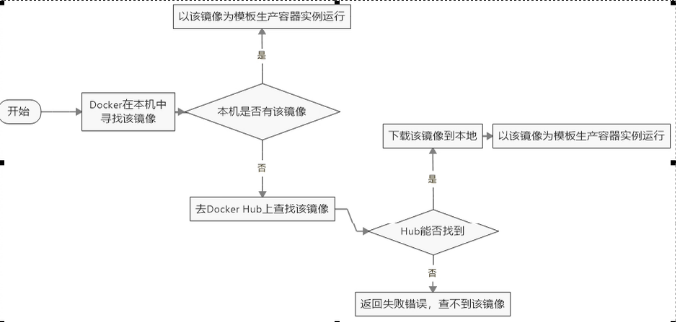 以该镜像为模板生产容器实例运行
是
开始
Docker在本机中
寻找该镜像
本机是否有该镜像
否
去Docker Hub上查找该镜像
下载该镜像到本地
以该镜像为模板生产容器实例运行
是
Hub能否找到
否
返回失败错误，查不到该镜像